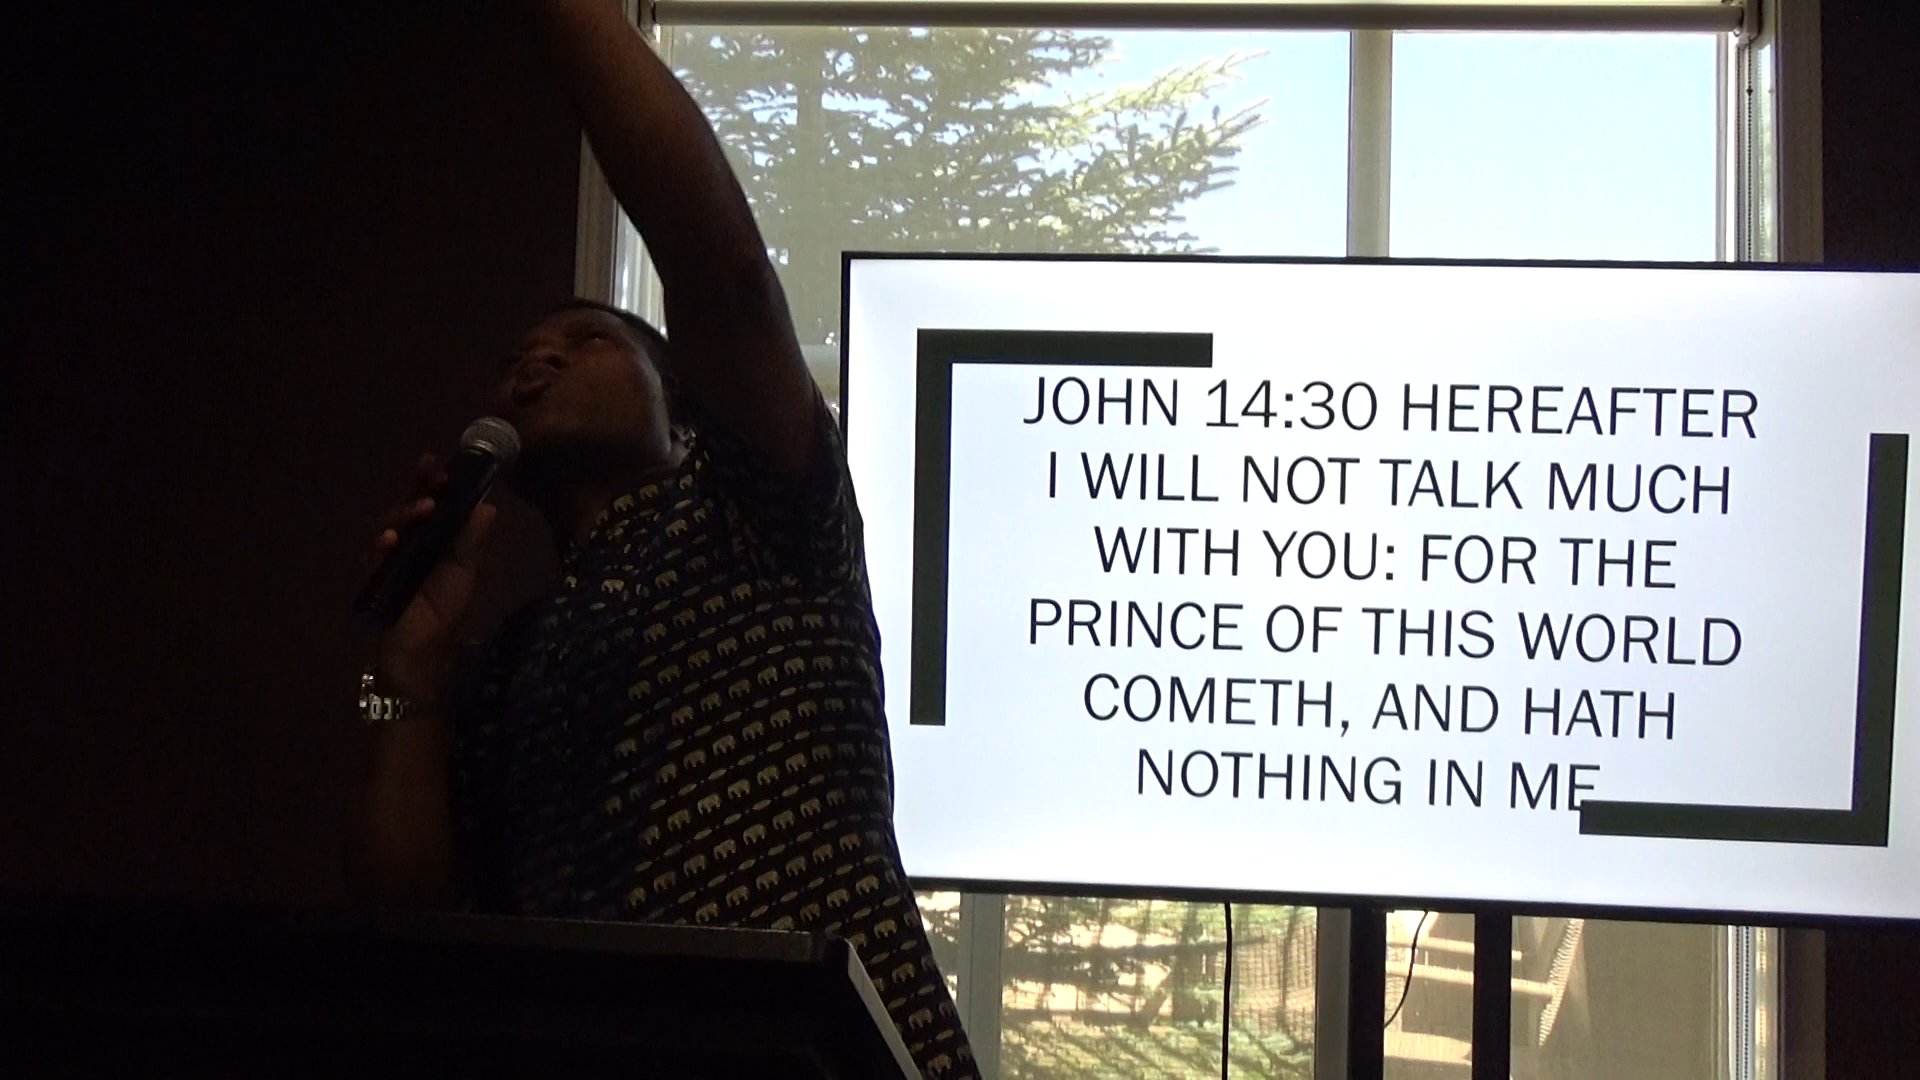 JOHN 14:30 HEREAFTER
I WILL NOT TALK MUCH
WITH YOU: FOR THE
PRINCE OF THIS WORLD
COMETH, AND HATH
NOTHING IN ME